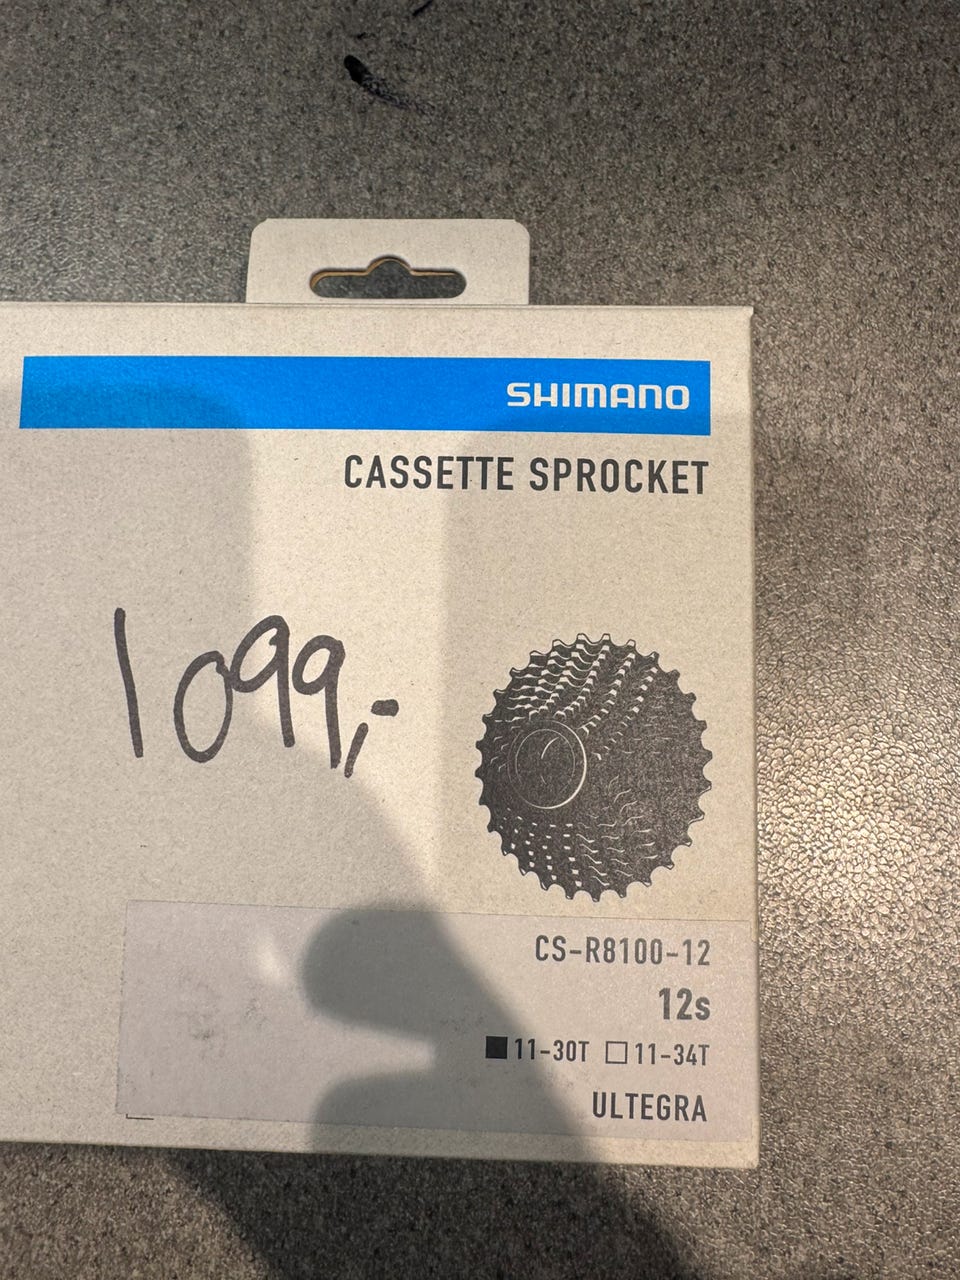 SHIMANO
CASSETTE SPROCKET
1099,-
CS-R8100-12
12s
■11-30T □11-34T
ULTEGRA